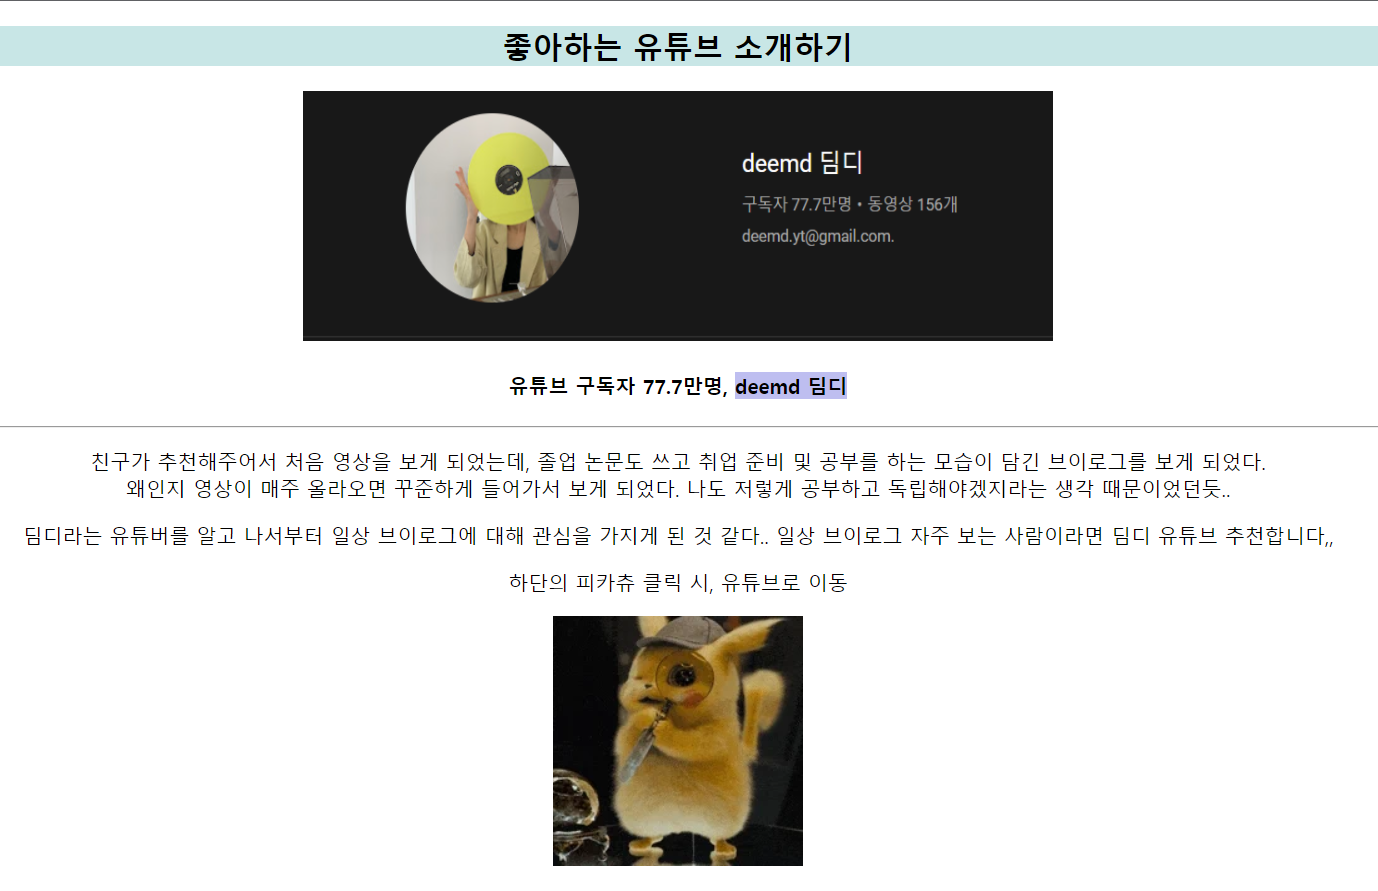 좋아하는 유튜브 소개하기
deemd 딤디
구독자 77.7만명 • 동영상 156개
deemd.yt@gmail.com.
유튜브 구독자 77.7만명, deemd 딤디
친구가 추천해주어서 처음 영상을 보게 되었는데, 졸업 논문도 쓰고 취업 준비 및 공부를 하는 모습이 담긴 브이로그를 보게 되었다.
왜인지 영상이 매주 올라오면 꾸준하게 들어가서 보게 되었다. 나도 저렇게 공부하고 독립해야겠지라는 생각 때문이었던듯..
딤디라는 유튜버를 알고 나서부터 일상 브이로그에 대해 관심을 가지게 된 것 같다.. 일상 브이로그 자주 보는 사람이라면 딤디 유튜브 추천합니다,,
하단의 피카츄 클릭 시, 유튜브로 이동